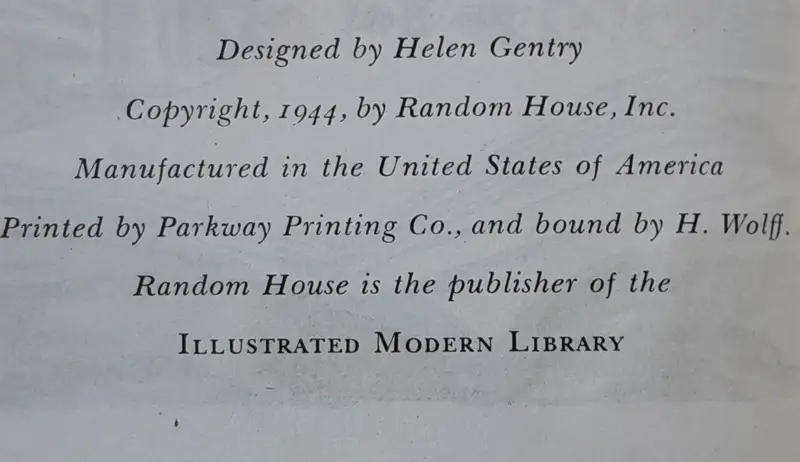 Designed by Helen Gentry
Copyright, 1944, by Random House, Inc.
Manufactured in the United States of America
Printed by Parkway Printing Co., and bound by H. Wolff.
Random House is the publisher of the
ILLUSTRATED MODERN LIBRARY